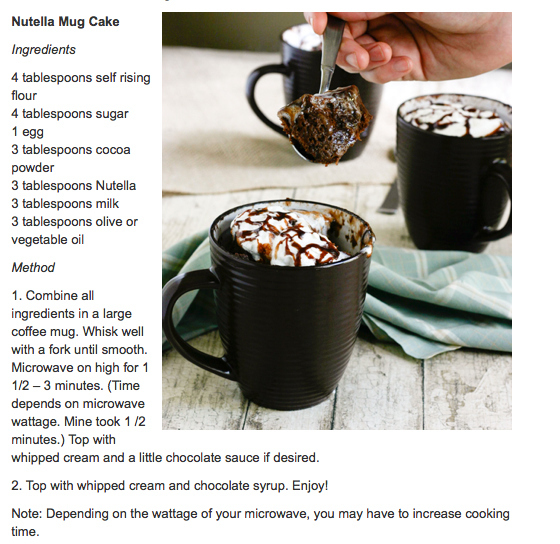 Nutella Mug Cake
Ingredients
4 tablespoons self rising
flour
4 tablespoons sugar
1 egg
3 tablespoons cocoa
powder
3 tablespoons Nutella
3 tablespoons milk
3 tablespoons olive or
vegetable oil
Method
1. Combine all
ingredients in a large
coffee mug. Whisk well
with a fork until smooth.
Microwave on high for 1
1/2 – 3 minutes. (Time
depends on microwave
wattage. Mine took 1 /2
minutes.) Top with
whipped cream and a little chocolate sauce if desired.
2. Top with whipped cream and chocolate syrup. Enjoy!
Note: Depending on the wattage of your microwave, you may have to increase cooking
time.